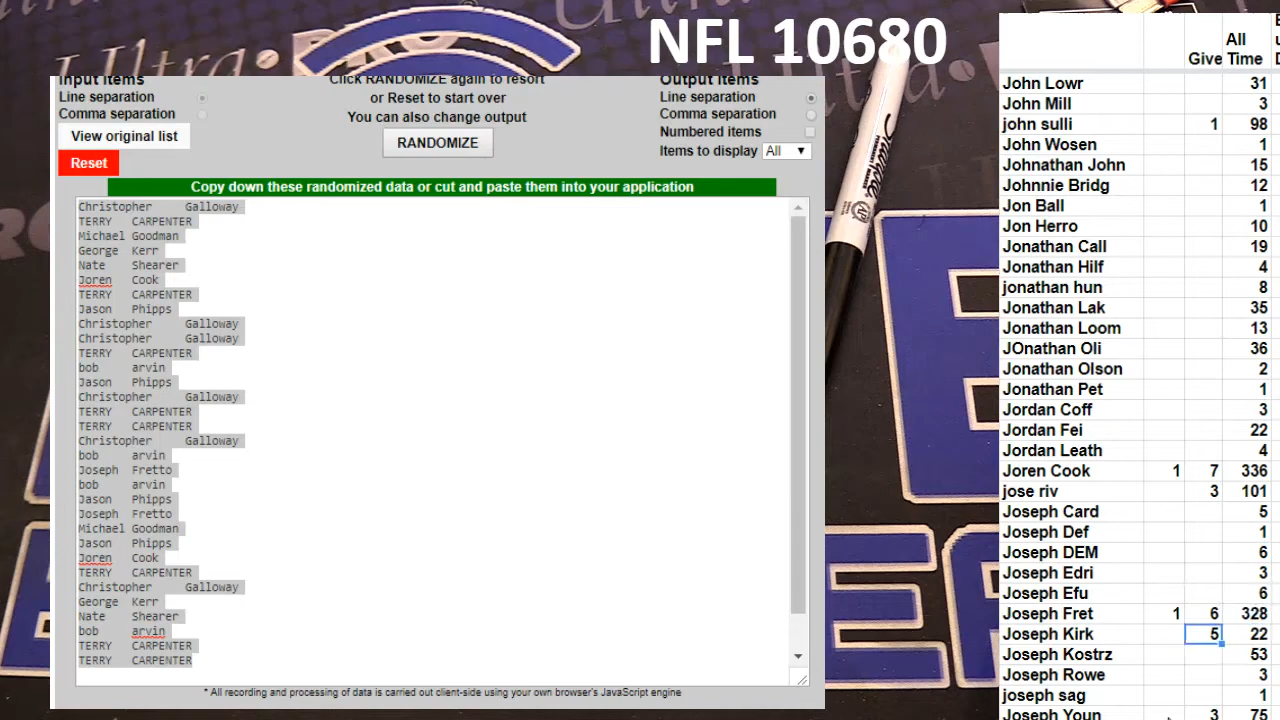 NFL 10680
Input Items
Line separation
Comma separation
View original list
Reset
Click RANDOMIZE again to resort
or Reset to start over
You can also change output
RANDOMIZE
Output Items
Line separation
Comma separation
Numbered items
Items to display All
Copy down these randomized data or cut and paste them into your application
Christopher Galloway
TERRY CARPENTER
Michael Goodman
George Kerr
Nate Shearer
Joren Cook
TERRY CARPENTER
Jason Phipps
Christopher Galloway
Christopher Galloway
TERRY CARPENTER
bob arvin
Jason Phipps
Christopher Galloway
TERRY CARPENTER
TERRY CARPENTER
Christopher Galloway
bob arvin
Joseph Fretto
bob arvin
Jason Phipps
Joseph Fretto
Michael Goodman
Jason Phipps
Joren Cook
TERRY CARPENTER
Christopher Galloway
George Kerr
Nate Shearer
bob arvin
TERRY CARPENTER
TERRY CARPENTER
* All recording and processing of data is carried out client-side using your own browser's JavaScript engine
All
Give Time
John Lowr 31
John Mill 3
john sulli 1 98
John Wosen 1
Johnathan John 15
Johnnie Bridg 12
Jon Ball 1
Jon Herro 10
Jonathan Call 19
Jonathan Hilf 4
jonathan hun 8
Jonathan Lak 35
Jonathan Loom 13
JOnathan Oli 36
Jonathan Olson 2
Jonathan Pet 1
Jordan Coff 3
Jordan Fei 22
Jordan Leath 4
Joren Cook 1 7 336
jose riv 3 101
Joseph Card 5
Joseph Def 1
Joseph DEM 6
Joseph Edri 3
Joseph Efu 6
Joseph Fret 1 6 328
Joseph Kirk 5 22
Joseph Kostrz 53
Joseph Rowe 3
joseph sag 1
Joseph Youn 3 75